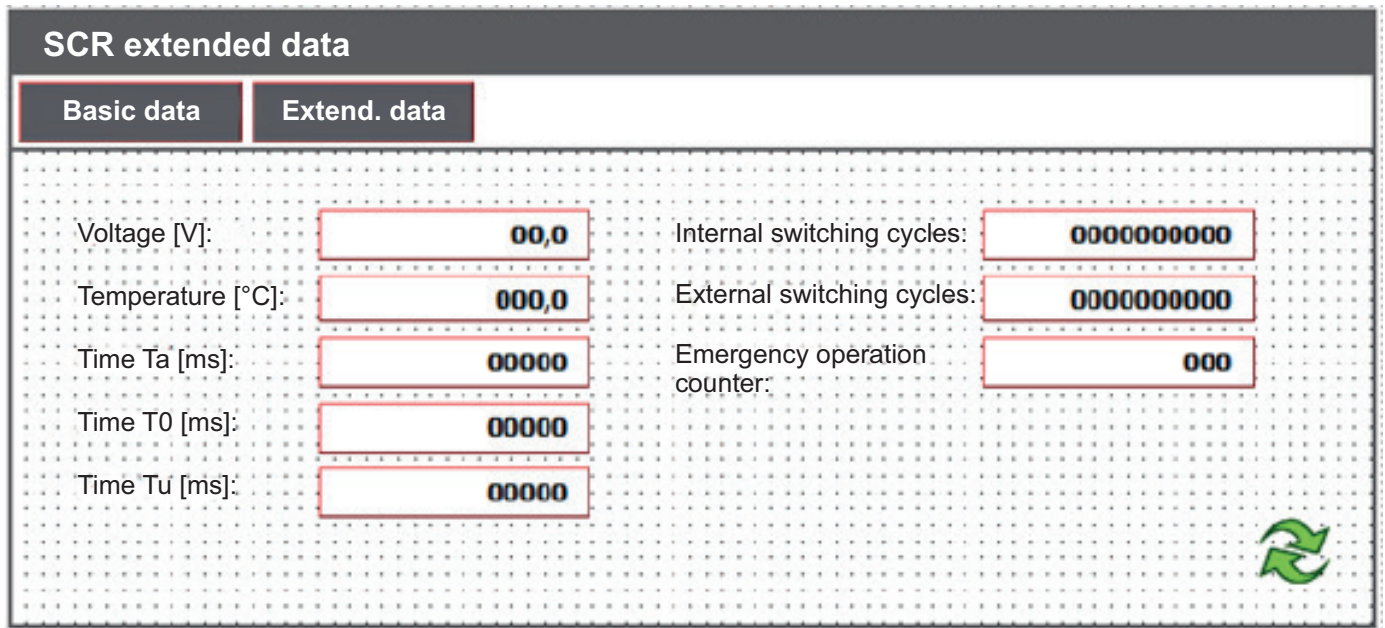 SCR extended data
Basic data
Extend. data
Voltage [V]:
00,0
Temperature [°C]:
000,0
Time Ta [ms]:
00000
Time T0 [ms]:
00000
Time Tu [ms]:
00000
Internal switching cycles:
0000000000
External switching cycles:
0000000000
Emergency operation
counter:
000